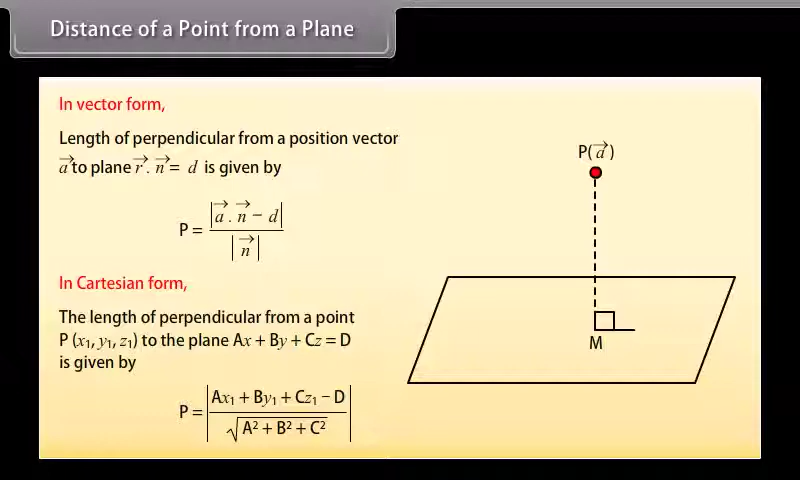 Distance of a Point from a Plane
In vector form,
Length of perpendicular from a position vector
a⃗ to plane r⃗ . n⃗ = d is given by
P = |a⃗ . n⃗ − d| / |n⃗|
In Cartesian form,
The length of perpendicular from a point
P (x₁, y₁, z₁) to the plane Ax + By + Cz = D
is given by
P = |(Ax₁ + By₁ + Cz₁ − D) / √(A² + B² + C²)|
P(a⃗)
M